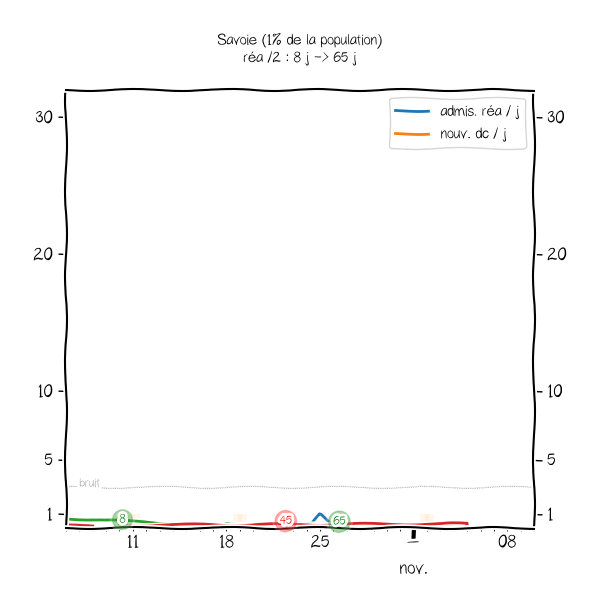 Savoie (1% de la population)
réa /2 : 8 j -> 65 j
admis. réa / j
nouv. dc / j
30
30
20
20
10
10
5
5
bruit
1
1
8
45
65
11
18
25
08
nov.